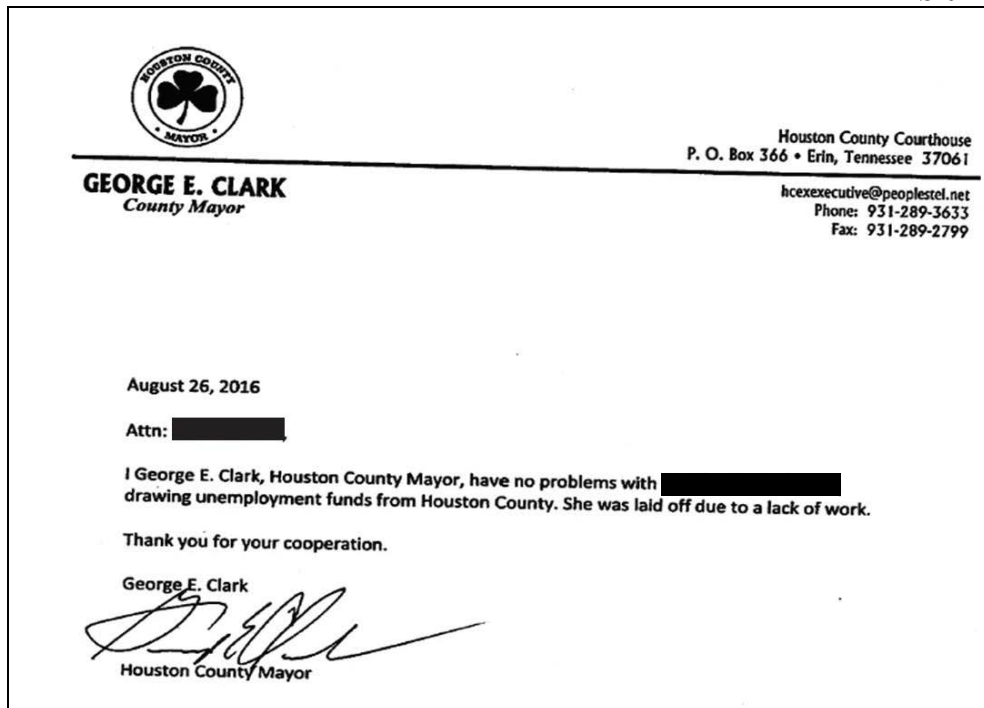 HOUSTON COUNTY
• MAYOR •
Houston County Courthouse
P. O. Box 366 • Erin, Tennessee 37061
GEORGE E. CLARK
County Mayor
hcexexecutive@peoplestel.net
Phone: 931-289-3633
Fax: 931-289-2799
August 26, 2016
Attn: ,
I George E. Clark, Houston County Mayor, have no problems with
drawing unemployment funds from Houston County. She was laid off due to a lack of work.
Thank you for your cooperation.
George E. Clark
Houston County Mayor